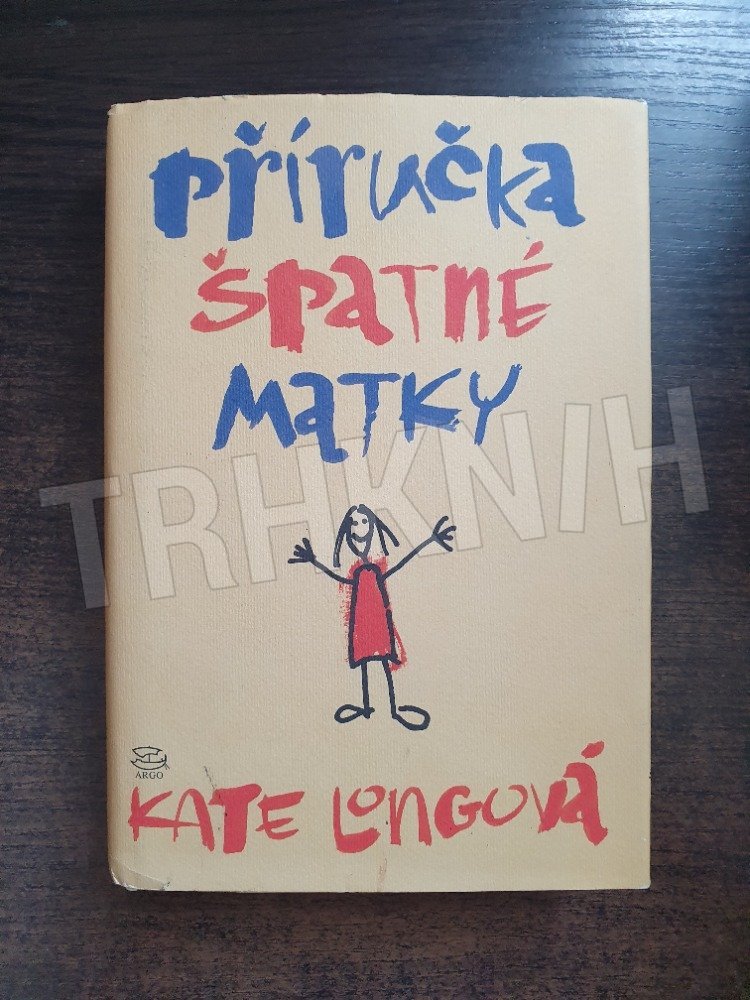 PŘÍRUČKA
ŠPATNÉ
MATKY
TRHKNIH
ARGO
KATE LONGOVÁ